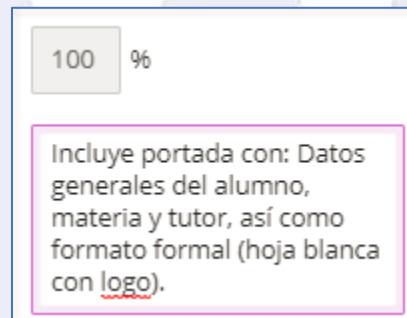 100 %
Incluye portada con: Datos
generales del alumno,
materia y tutor, así como
formato formal (hoja blanca
con logo).